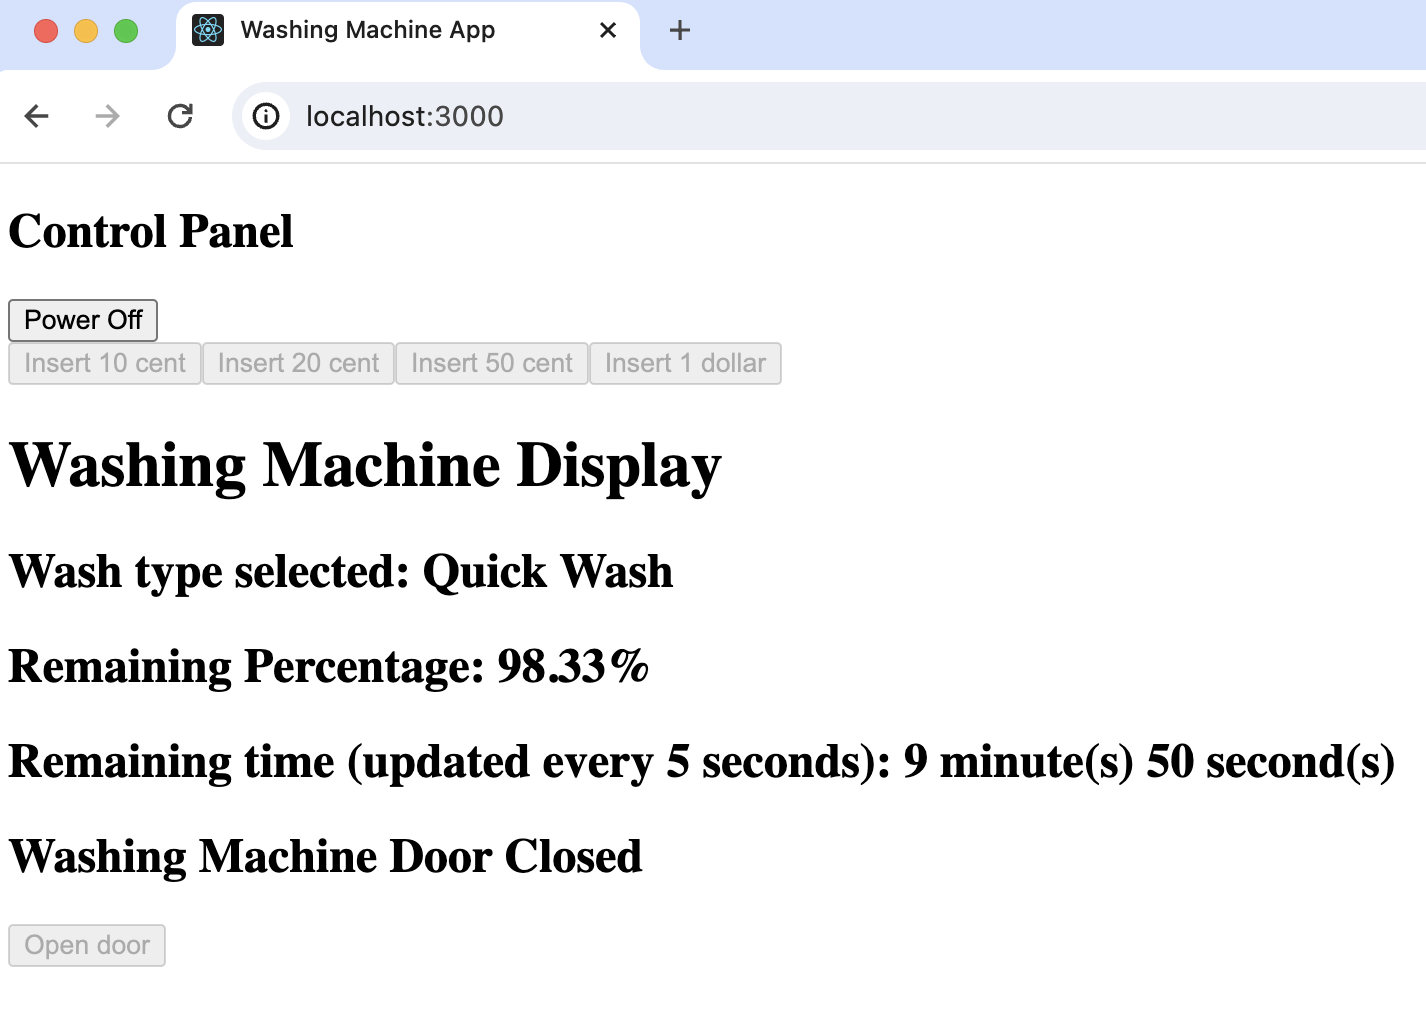 Washing Machine App
localhost:3000
Control Panel
Power Off
Insert 10 cent Insert 20 cent Insert 50 cent Insert 1 dollar
Washing Machine Display
Wash type selected: Quick Wash
Remaining Percentage: 98.33%
Remaining time (updated every 5 seconds): 9 minute(s) 50 second(s)
Washing Machine Door Closed
Open door